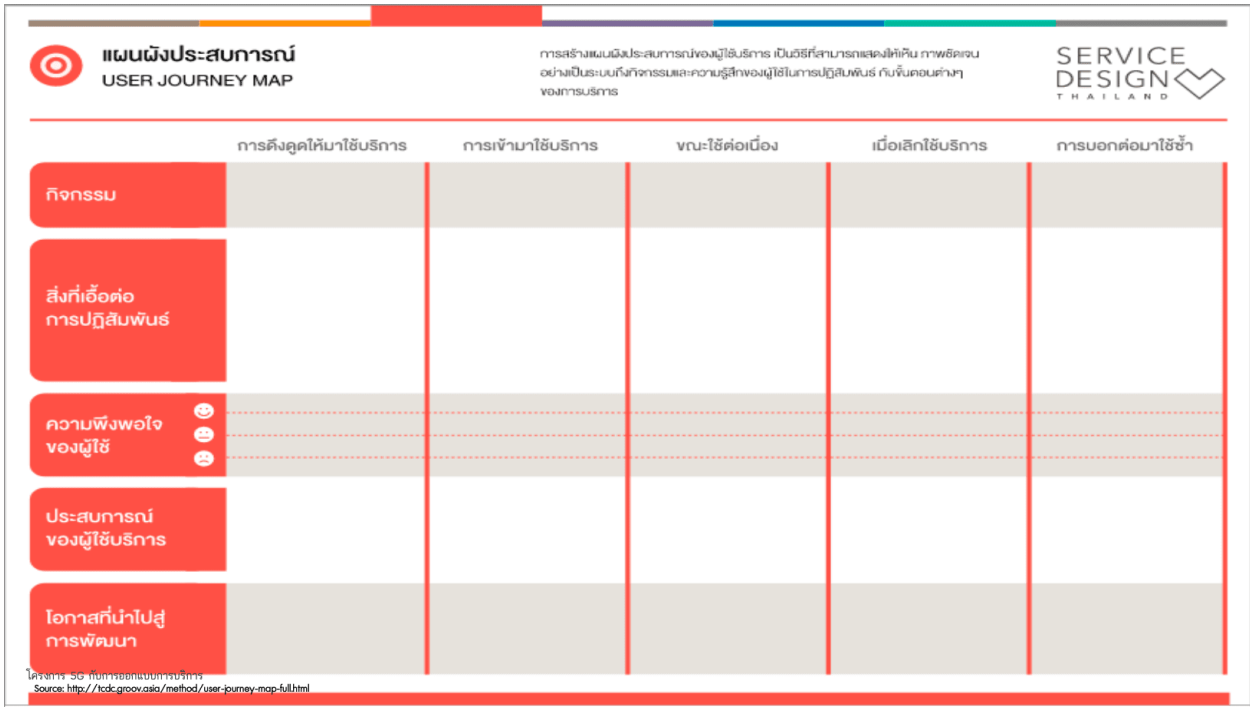 แผนผังประสบการณ์
USER JOURNEY MAP
การสร้างแผนผังประสบการณ์ของผู้ใช้บริการ เป็นวิธีที่สามารถแสดงให้เห็น ภาพชัดเจน
อย่างเป็นระบบถึงกิจกรรมและความรู้สึกของผู้ใช้ในการปฏิสัมพันธ์ กับขั้นตอนต่างๆ
ของการบริการ
SERVICE
DESIGN
THAILAND
การดึงดูดให้มาใช้บริการ
การเข้ามาใช้บริการ
ขณะใช้ต่อเนื่อง
เมื่อเลิกใช้บริการ
การบอกต่อมาใช้ซ้ำ
กิจกรรม
สิ่งที่เอื้อต่อ
การปฏิสัมพันธ์
ความพึงพอใจ
ของผู้ใช้
ประสบการณ์
ของผู้ใช้บริการ
โอกาสที่นำไปสู่
การพัฒนา
โครงการ 5G กับการออกแบบการบริการ
Source: http://tcdc.groov.asia/method/user-journey-map-full.html